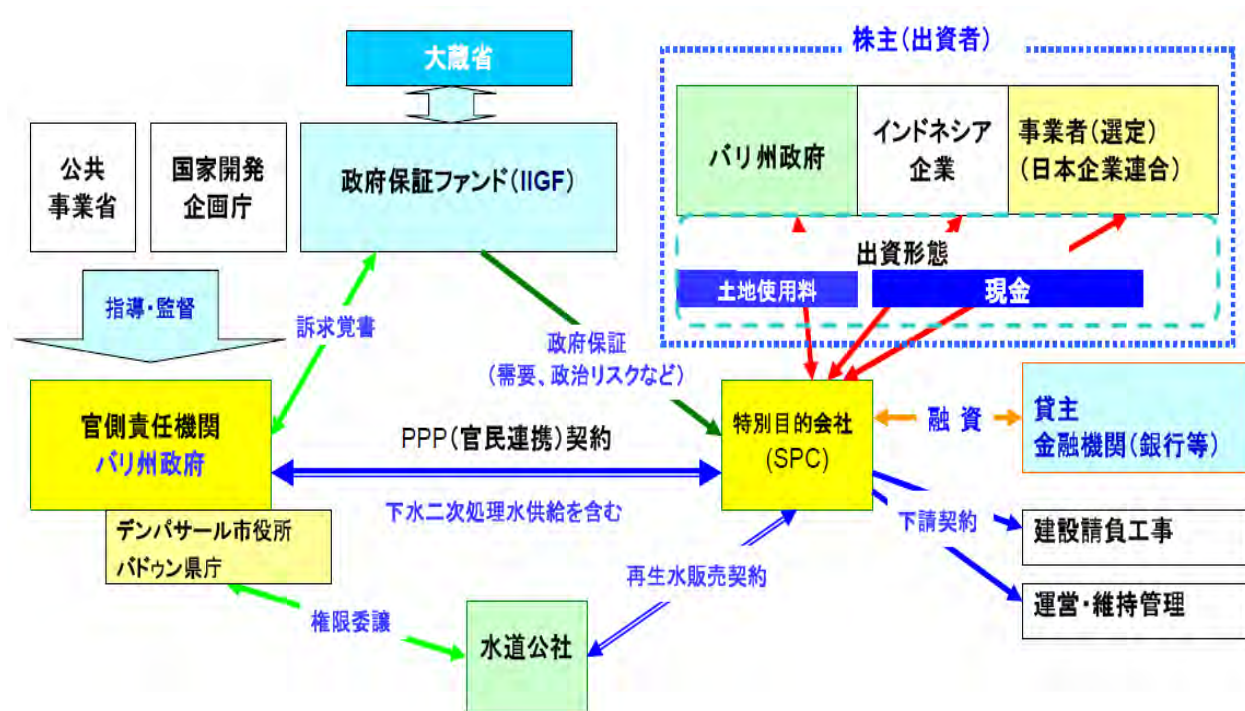 大蔵省
株主(出資者)
公共
事業省
国家開発
企画庁
政府保証ファンド(IIGF)
バリ州政府
インドネシア
企業
事業者(選定)
(日本企業連合)
出資形態
土地使用料
現金
指導・監督
訴求覚書
政府保証
(需要、政治リスクなど)
官側責任機関
バリ州政府
PPP(官民連携)契約
下水二次処理水供給を含む
特別目的会社
(SPC)
融資
貸主
金融機関(銀行等)
デンパサール市役所
バドゥン県庁
下請契約
建設請負工事
運営・維持管理
再生水販売契約
権限委譲
水道公社